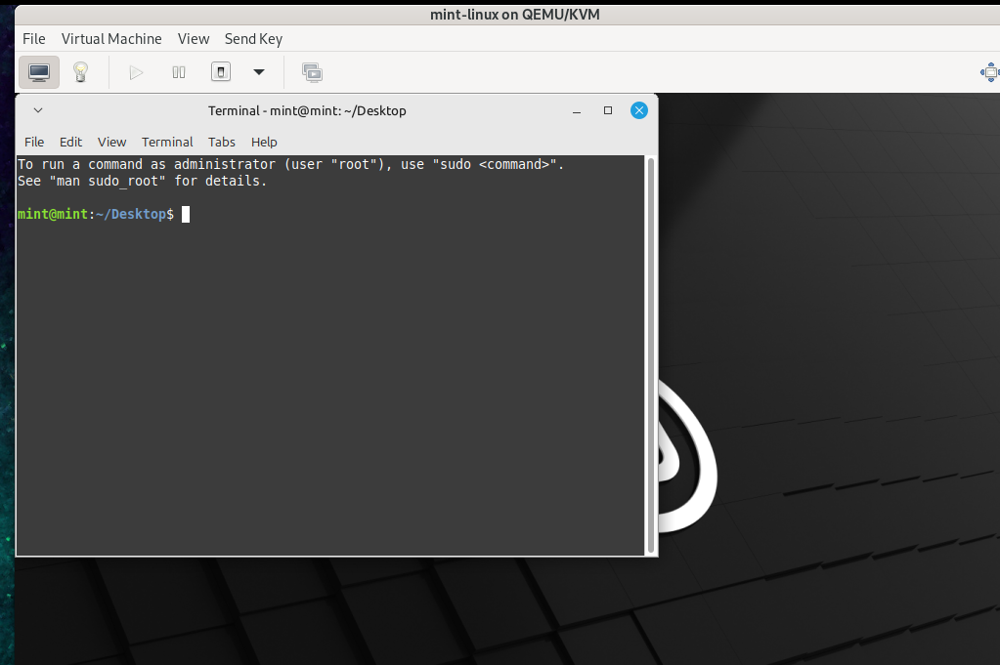 mint-linux on QEMU/KVM
File Virtual Machine View Send Key
Terminal - mint@mint: ~/Desktop
File Edit View Terminal Tabs Help
To run a command as administrator (user "root"), use "sudo <command>".
See "man sudo_root" for details.
mint@mint:~/Desktop$